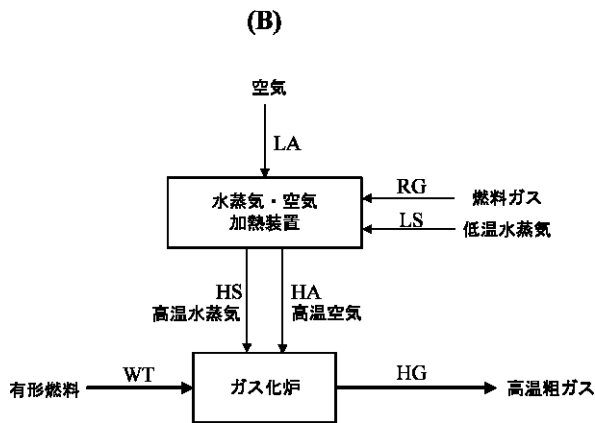 (B)
空気
LA
水蒸気・空気
加熱装置
RG
燃料ガス
LS
低温水蒸気
HS
高温水蒸気
HA
高温空気
有形燃料
WT
ガス化炉
HG
高温粗ガス